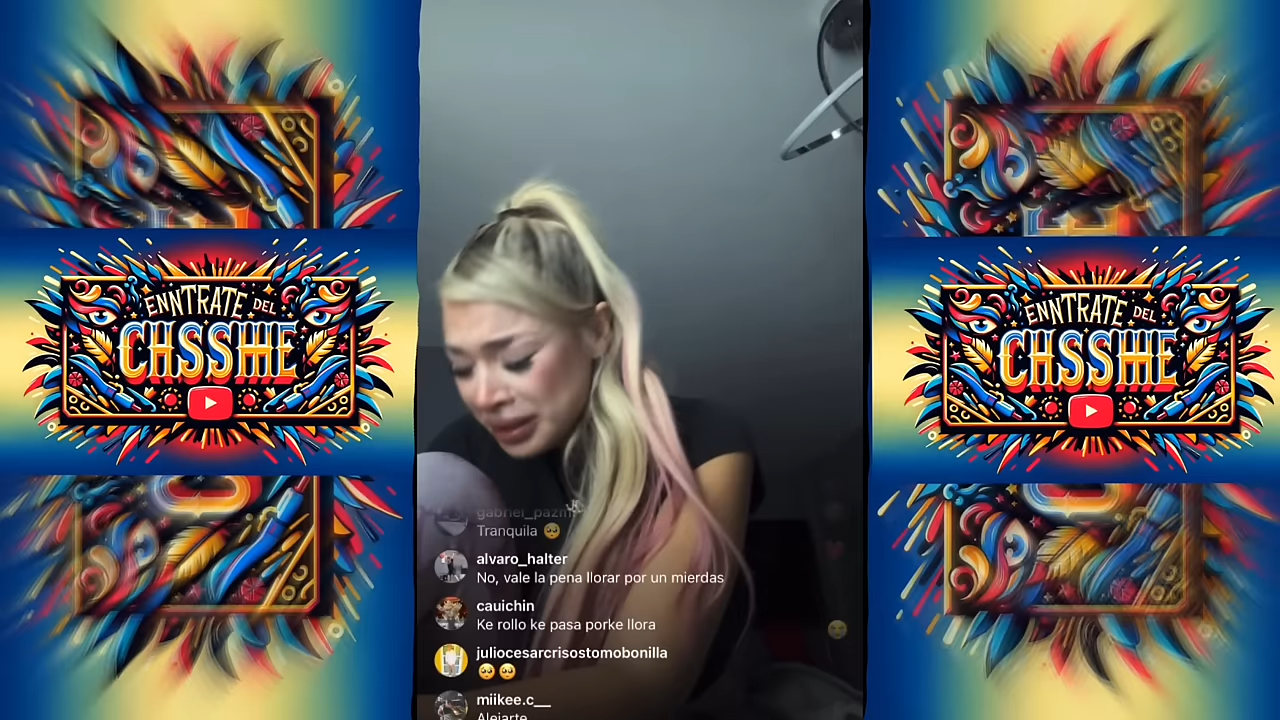 ENNTRATE DEL
CHSSHE
ENNTRATE DEL
CHSSHE
Tranquila 🥺
alvaro_halter
No, vale la pena llorar por un mierdas
cauichin
Ke rollo ke pasa porke llora
juliocesarcrisostomobonilla
🥺🥺
miikee.c__
Alejarte